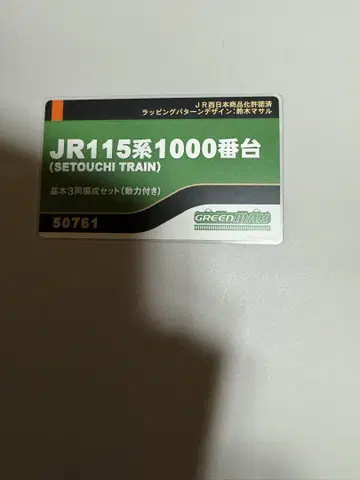 JR西日本商品化許諾済
ラッピングパターンデザイン：鈴木マサル
JR115系1000番台
(SETOUCHI TRAIN)
基本3両編成セット（動力付き）
50761
GREENMAX